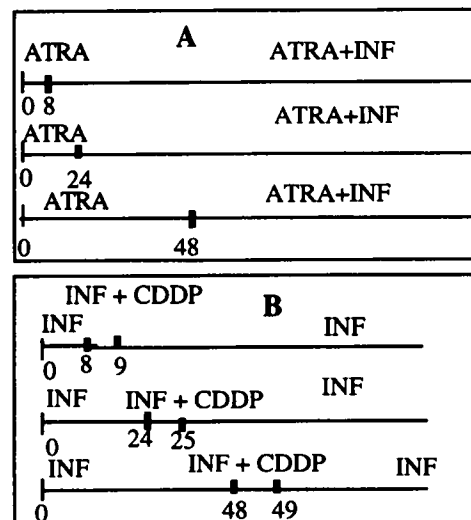 ATRA A ATRA+INF
0 8
ATRA ATRA+INF
0 24
ATRA ATRA+INF
0 48
INF + CDDP B
INF INF
0 8 9
INF INF + CDDP INF
0 24 25
INF INF + CDDP INF
0 48 49